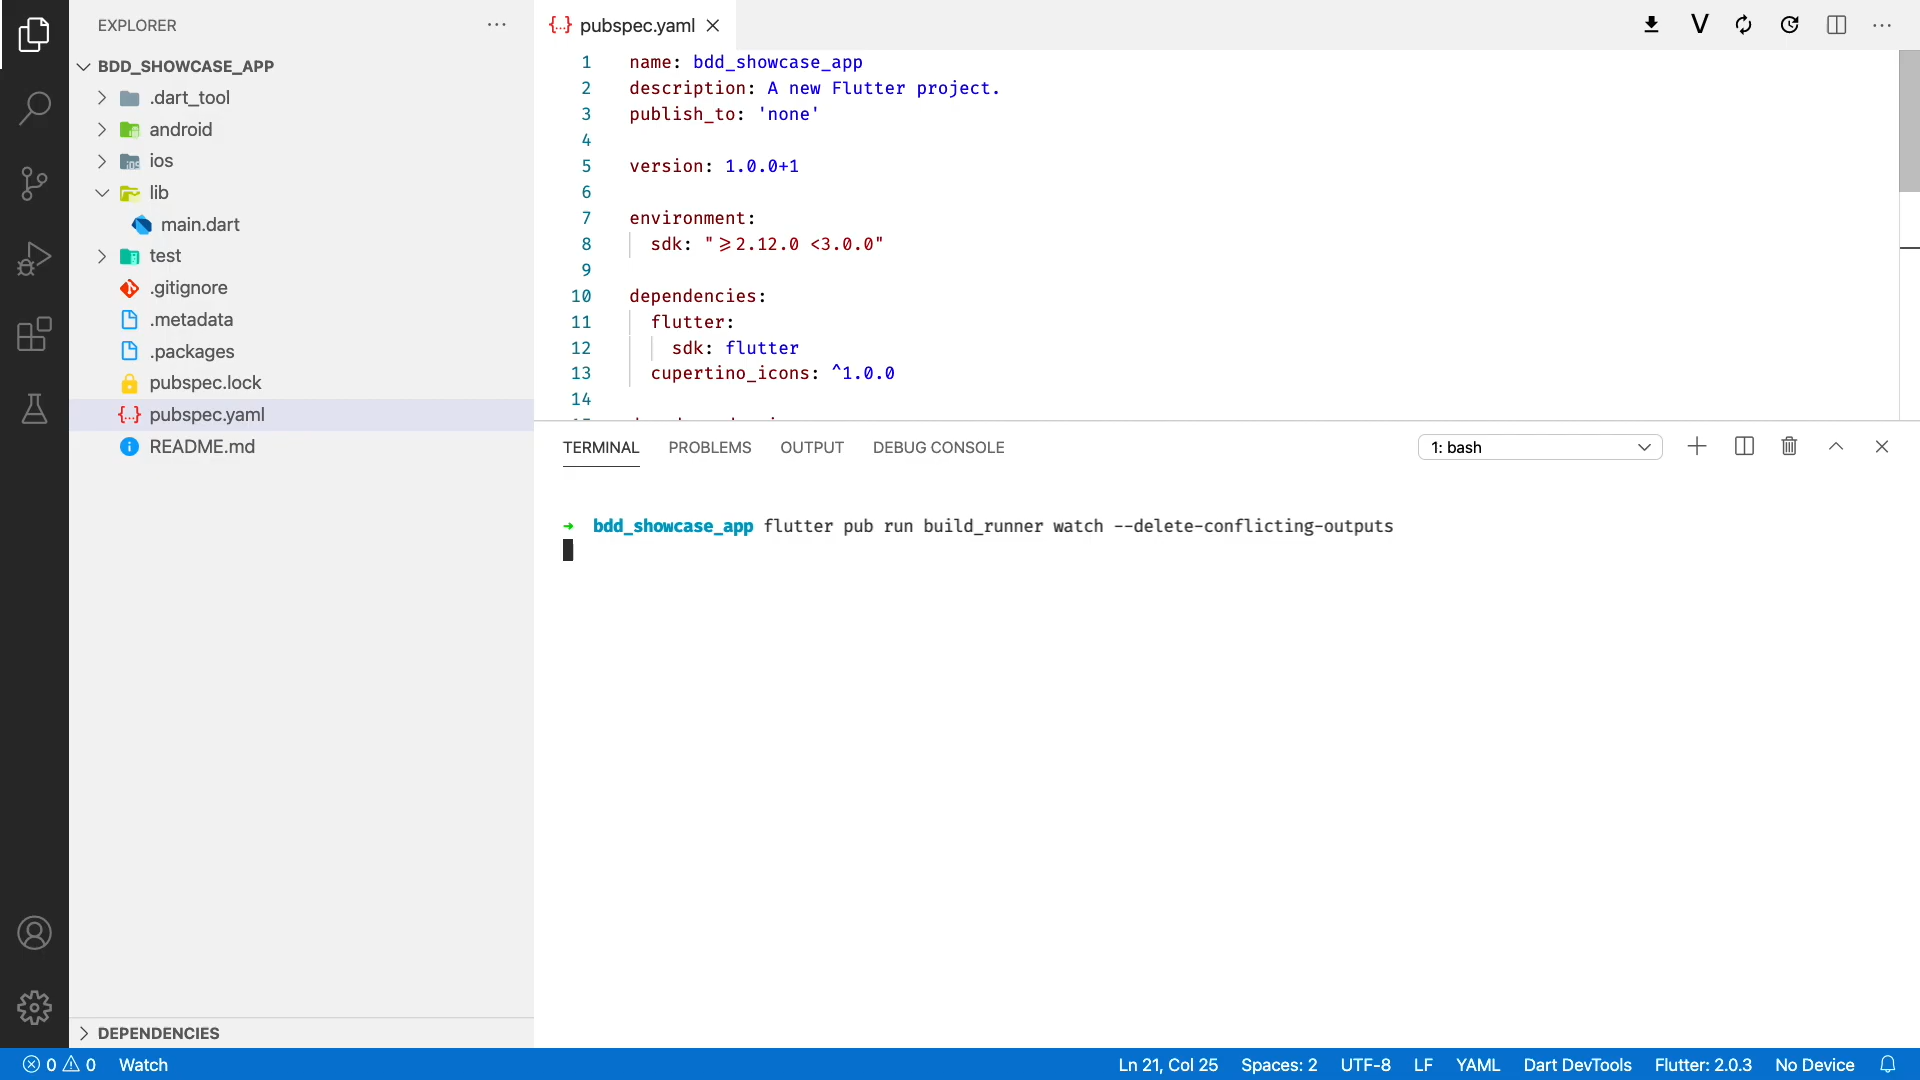 EXPLORER
BDD_SHOWCASE_APP
.dart_tool
android
ios
lib
main.dart
test
.gitignore
.metadata
.packages
pubspec.lock
pubspec.yaml
README.md
DEPENDENCIES
pubspec.yaml
1 name: bdd_showcase_app
2 description: A new Flutter project.
3 publish_to: 'none'
4
5 version: 1.0.0+1
6
7 environment:
8 sdk: ">=2.12.0 <3.0.0"
9
10 dependencies:
11 flutter:
12 sdk: flutter
13 cupertino_icons: ^1.0.0
14
TERMINAL PROBLEMS OUTPUT DEBUG CONSOLE 1: bash
→ bdd_showcase_app flutter pub run build_runner watch --delete-conflicting-outputs
0 0 Watch Ln 21, Col 25 Spaces: 2 UTF-8 LF YAML Dart DevTools Flutter: 2.0.3 No Device